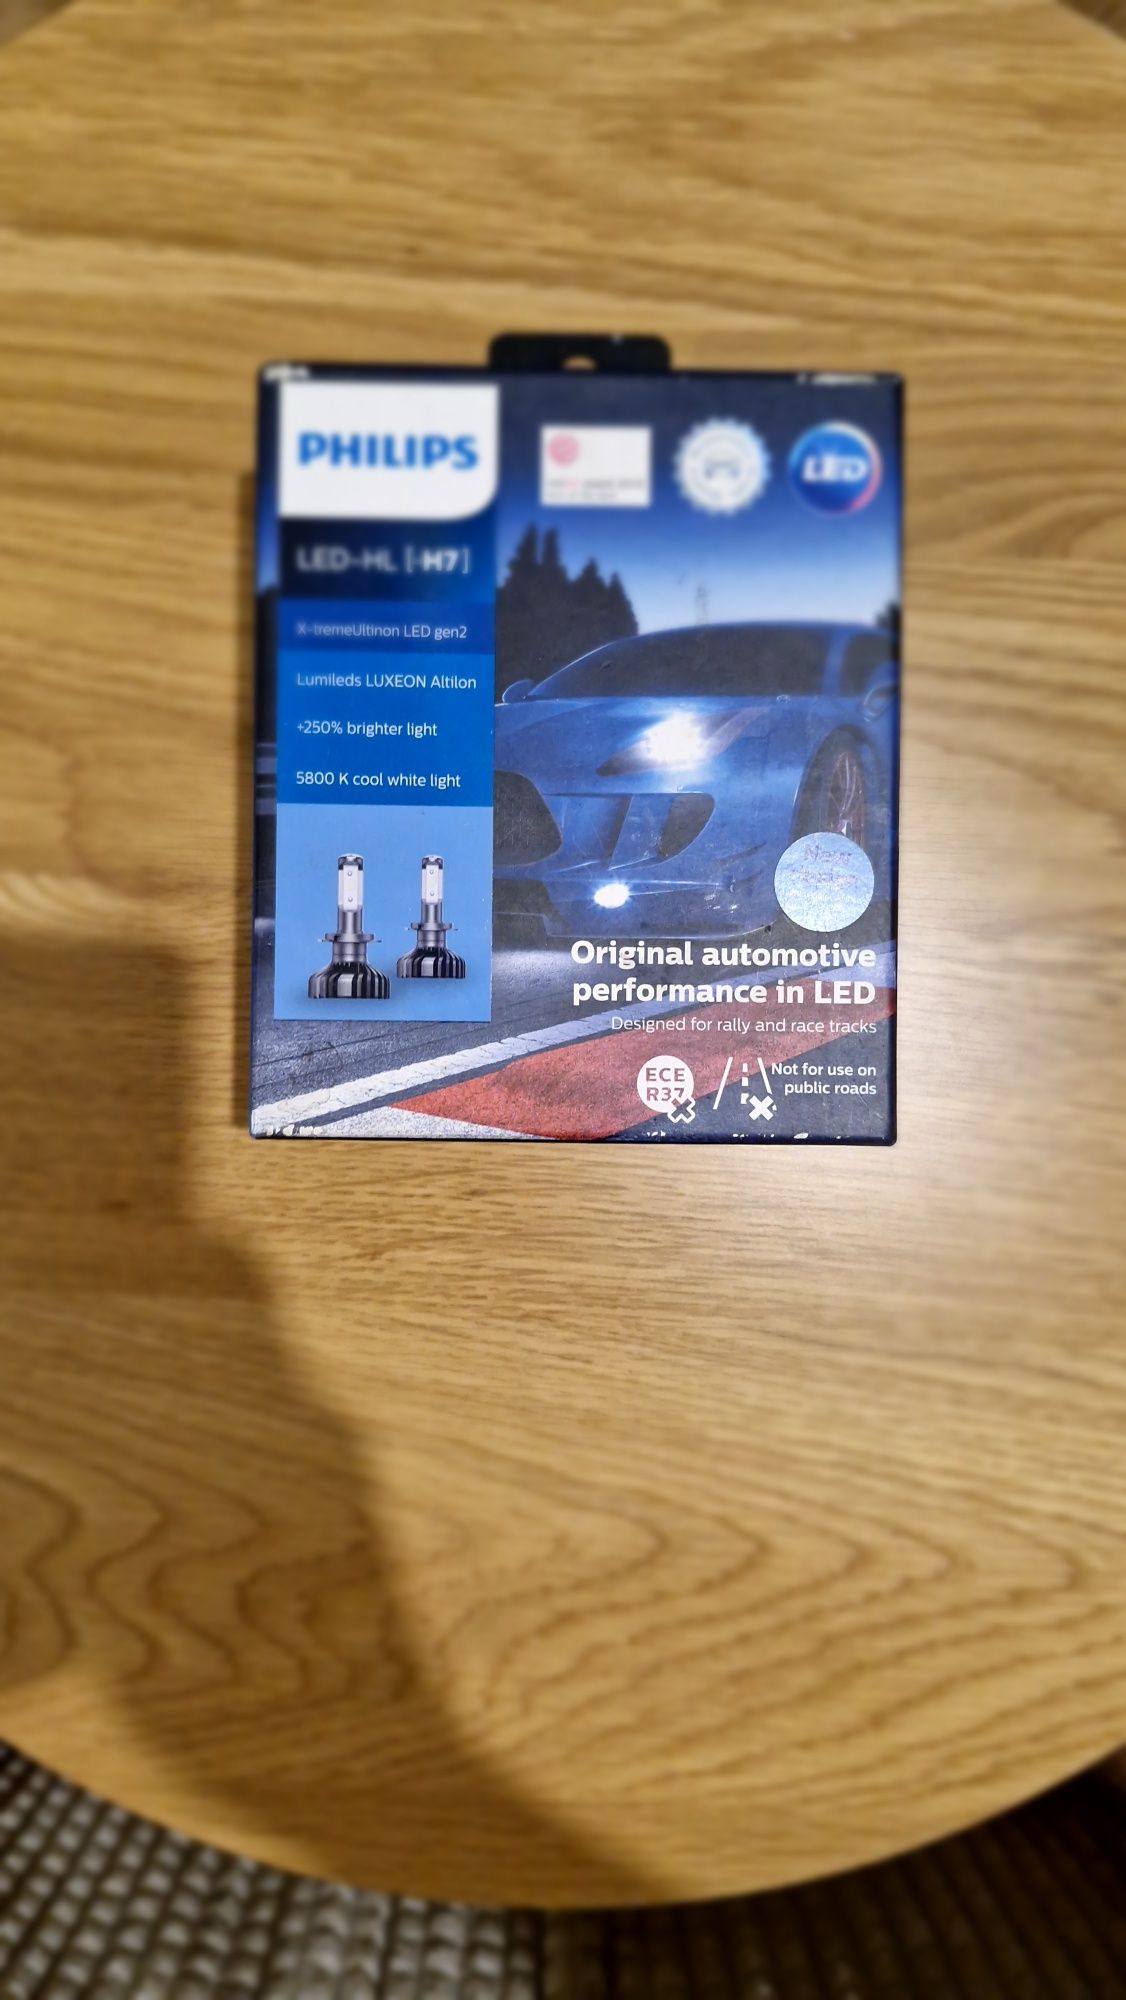 PHILIPS
LED
LED-HL [~H7]
X-tremeUltinon LED gen2
Lumileds LUXEON Altilon
+250% brighter light
5800 K cool white light
Original automotive
performance in LED
Designed for rally and race tracks
ECE
R37
Not for use on
public roads